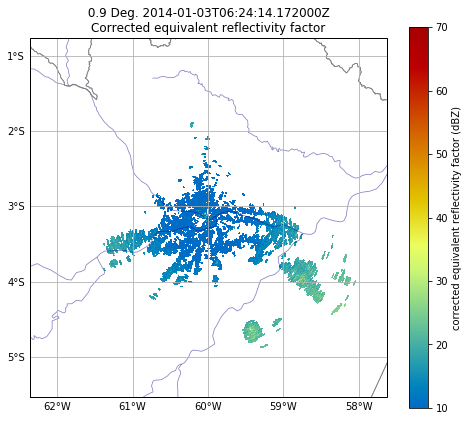 0.9 Deg. 2014-01-03T06:24:14.172000Z
Corrected equivalent reflectivity factor
1°S
2°S
3°S
4°S
5°S
62°W
61°W
60°W
59°W
58°W
70
60
50
40
30
20
10
corrected equivalent reflectivity factor (dBZ)